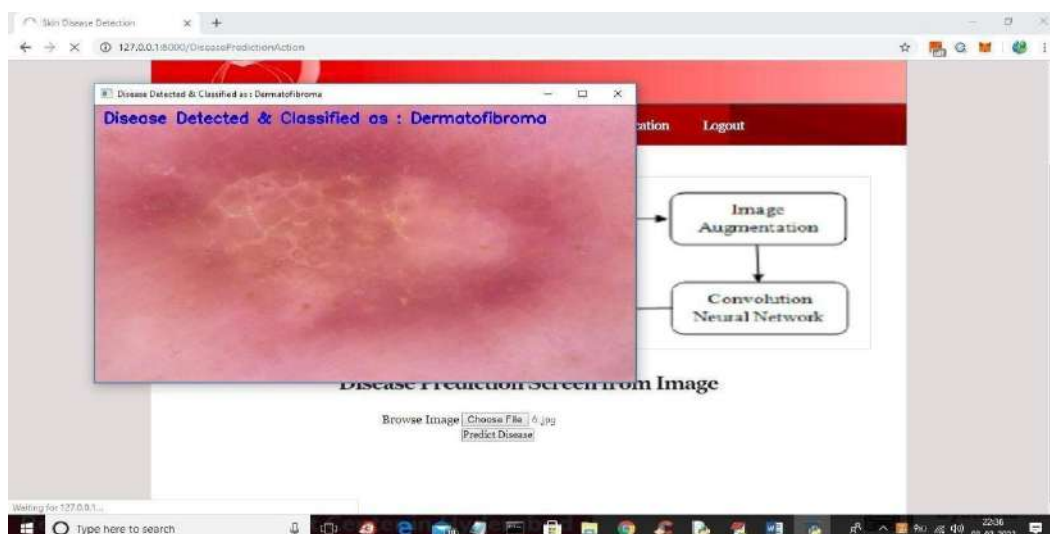 Skin Disease Detection
127.0.0.1:8000/DiseasePredictionAction
Disease Detected & Classified as : Dermatofibroma
Disease Detected & Classified as : Dermatofibroma
Logout
Image
Augmentation
Convolution
Neural Network
Disease Prediction Screen from Image
Browse Image Choose File 6.jpg
Predict Disease
Waiting for 127.0.0.1...
Type here to search
22:36